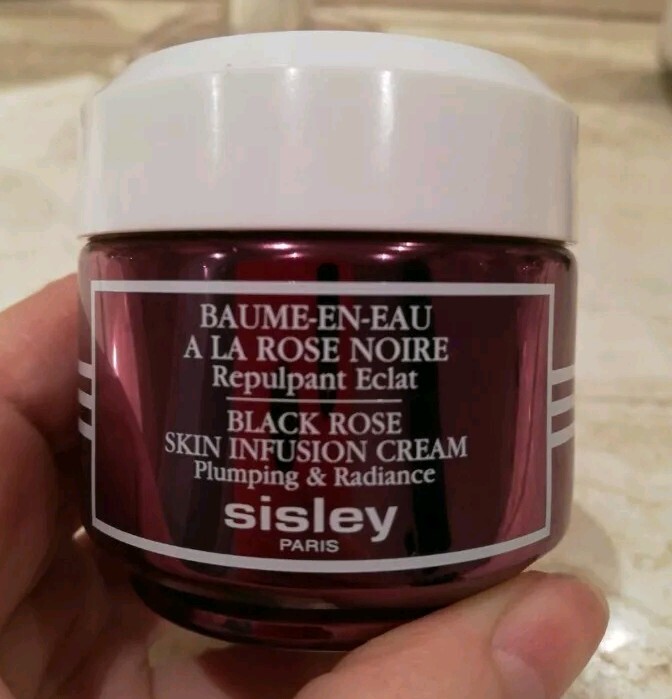 BAUME-EN-EAU
A LA ROSE NOIRE
Repulpant Eclat
BLACK ROSE
SKIN INFUSION CREAM
Plumping & Radiance
sisley
PARIS